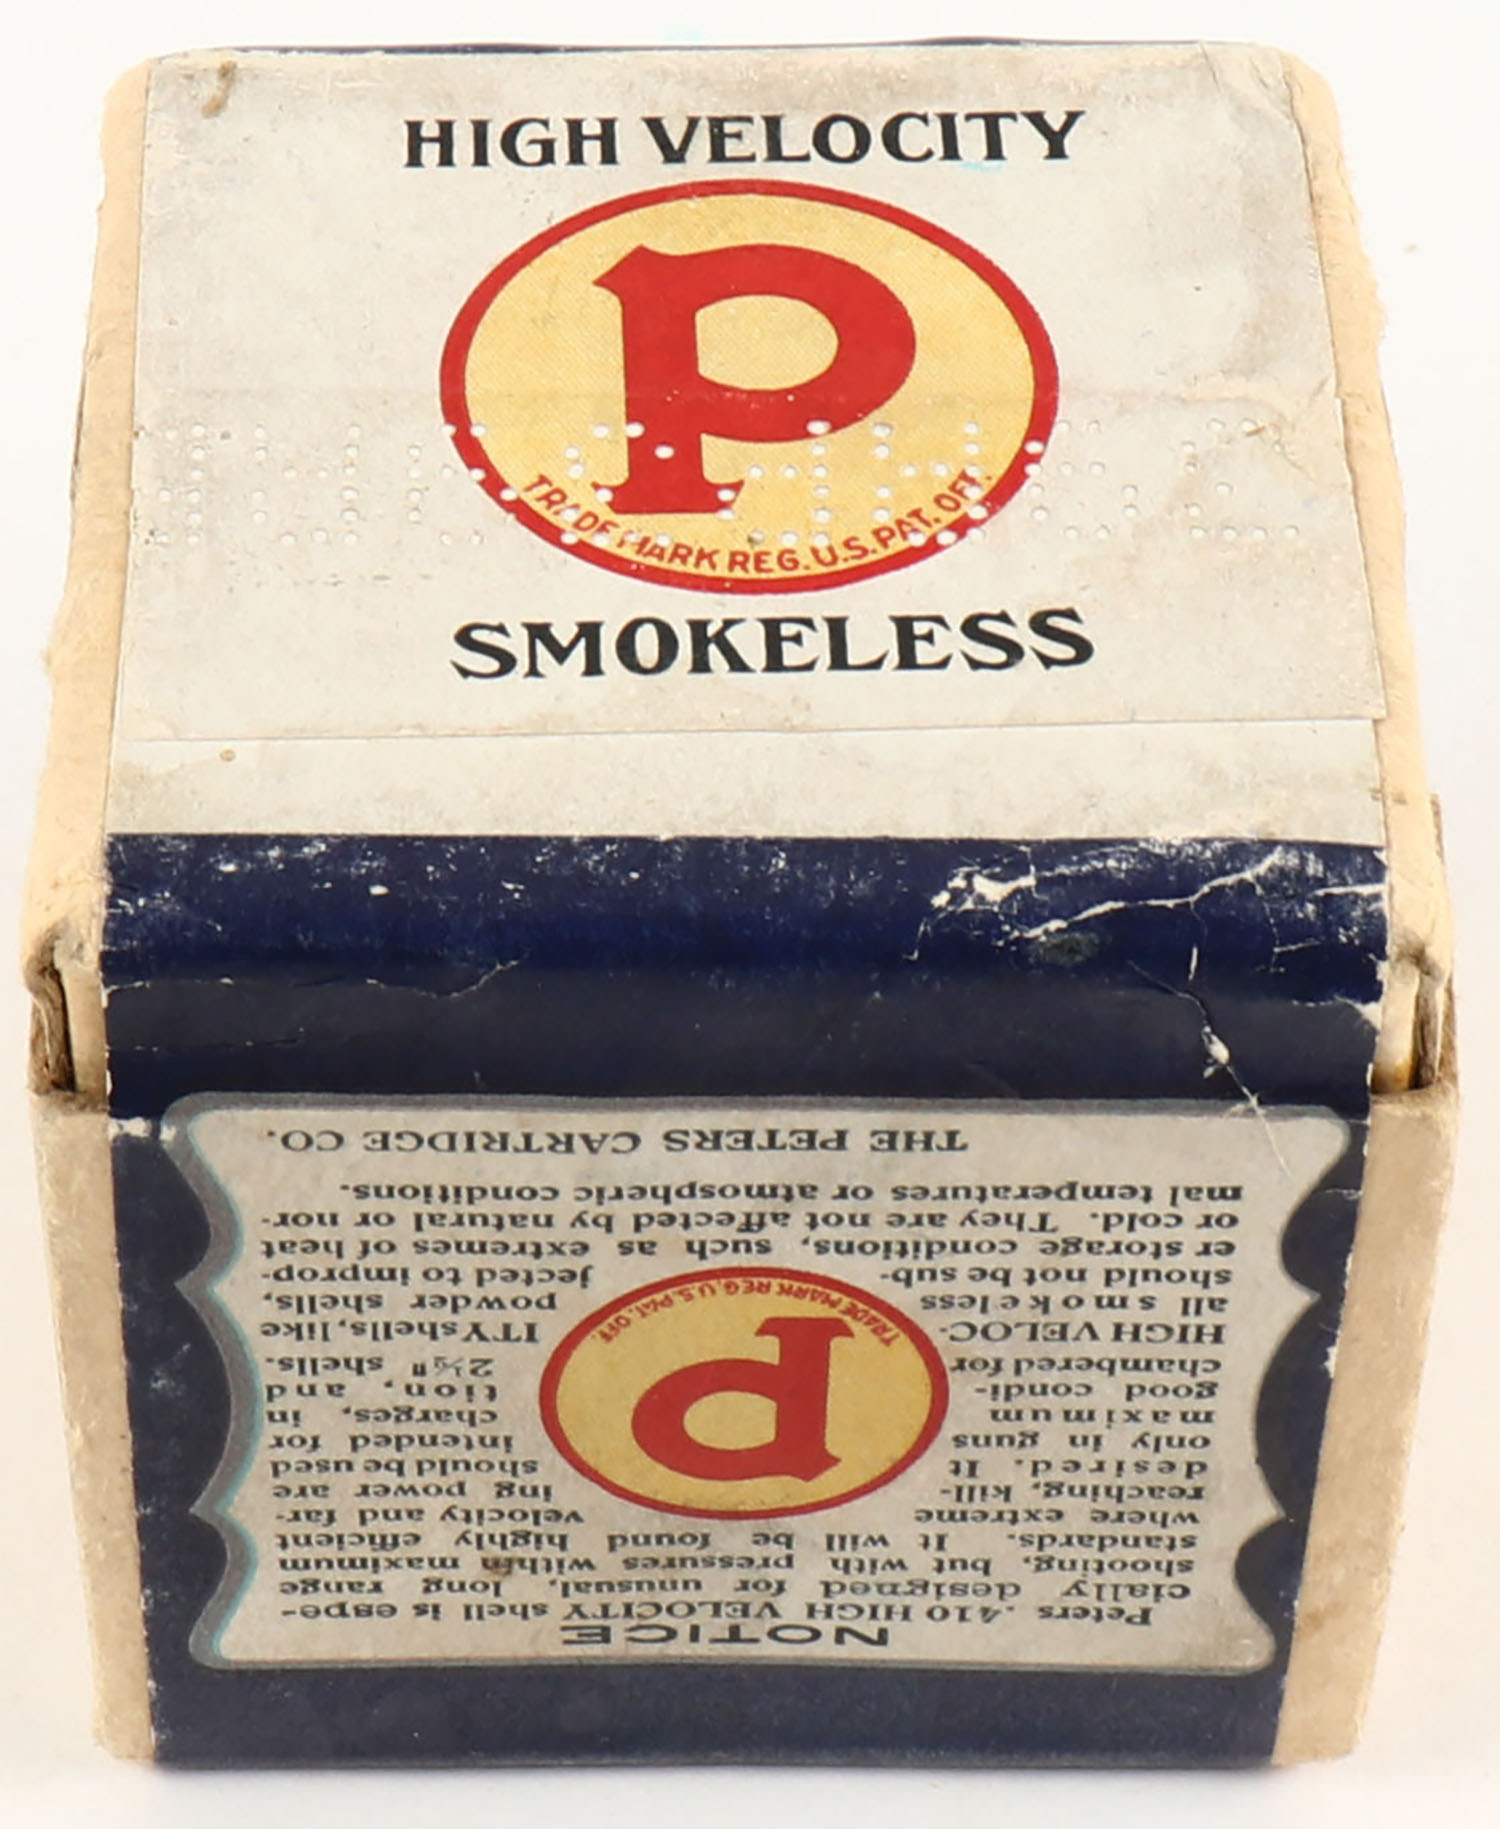 HIGH VELOCITY
P
TRADE MARK REG. U.S. PAT. OFF.
SMOKELESS
NOTICE
Peters .410 HIGH VELOCITY shell is espe-
cially designed for unusual, long range
shooting, but with pressures within maximum
standards. It will be found highly efficient
where extreme velocity and far-
reaching, kill- ing power are
desired. It should be used
only in guns intended for
maximum charges, in
good condi- tion, and
chambered for 2½" shells.
HIGH VELOC- ITY shells, like,
all smokeless powder shells,
should not be sub- jected to improp-
er storage conditions, such as extremes of heat
or cold. They are not affected by natural or nor-
mal temperatures or atmospheric conditions.
P
TRADE MARK REG. U.S. PAT. OFF.
THE PETERS CARTRIDGE CO.